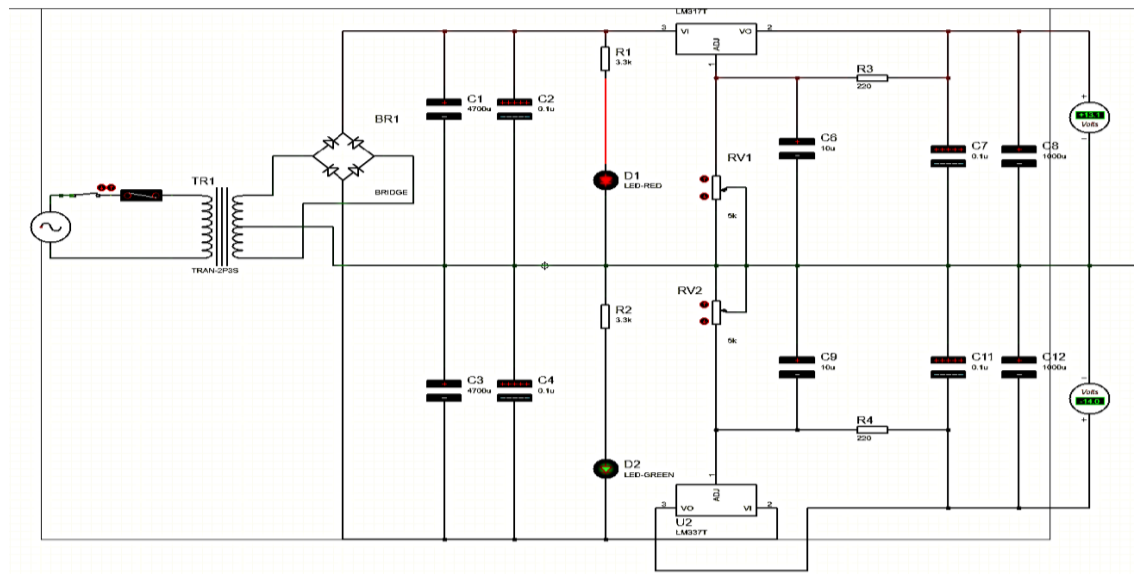 LM317T
3
VI
VO
2
ADJ
1
R1
3.3k
R3
220
C1
4700u
C2
0.1u
BR1
BRIDGE
C6
10u
C7
0.1u
C8
1000u
+
+13.1
Volts
-
TR1
TRAN-2P3S
D1
LED-RED
RV1
5k
RV2
5k
R2
3.3k
C3
4700u
C4
0.1u
C9
10u
C11
0.1u
C12
1000u
-
Volts
-14.0
+
R4
220
D2
LED-GREEN
1
ADJ
3
VO
VI
2
U2
LM337T